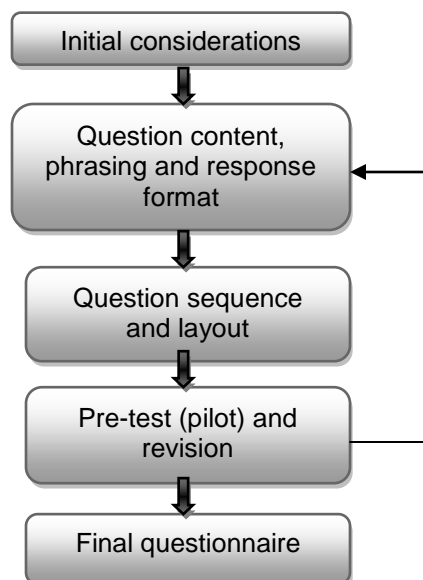 Initial considerations
Question content,
phrasing and response
format
Question sequence
and layout
Pre-test (pilot) and
revision
Final questionnaire